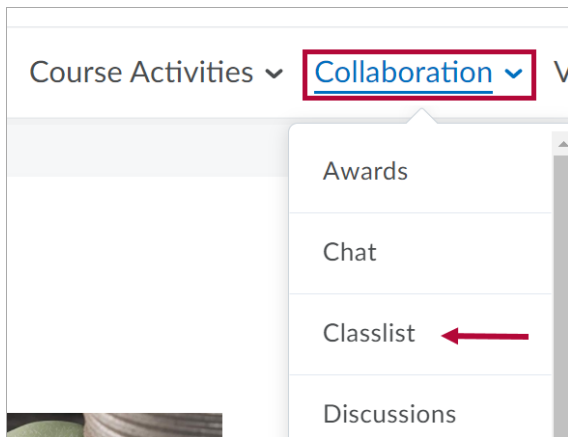 Course Activities Collaboration
Awards
Chat
Classlist
Discussions